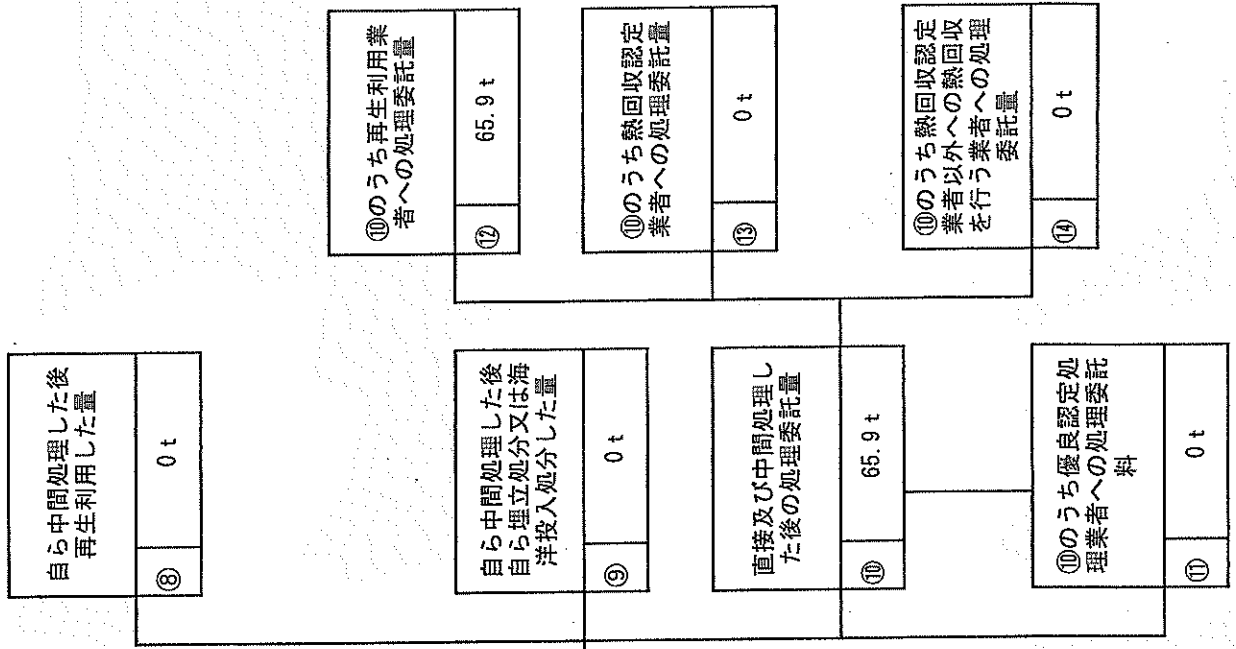 自ら中間処理した後
再生利用した量
⑧
0 t
自ら中間処理した後
自ら埋立処分又は海
洋投入処分した量
⑨
0 t
直接及び中間処理し
た後の処理委託量
⑩
65.9 t
⑩のうち優良認定処
理業者への処理委託
料
⑪
0 t
⑩のうち再生利用業
者への処理委託量
⑫
65.9 t
⑩のうち熱回収認定
業者への処理委託量
⑬
0 t
⑩のうち熱回収認定
業者以外への熱回収
を行う業者への処理
委託量
⑭
0 t